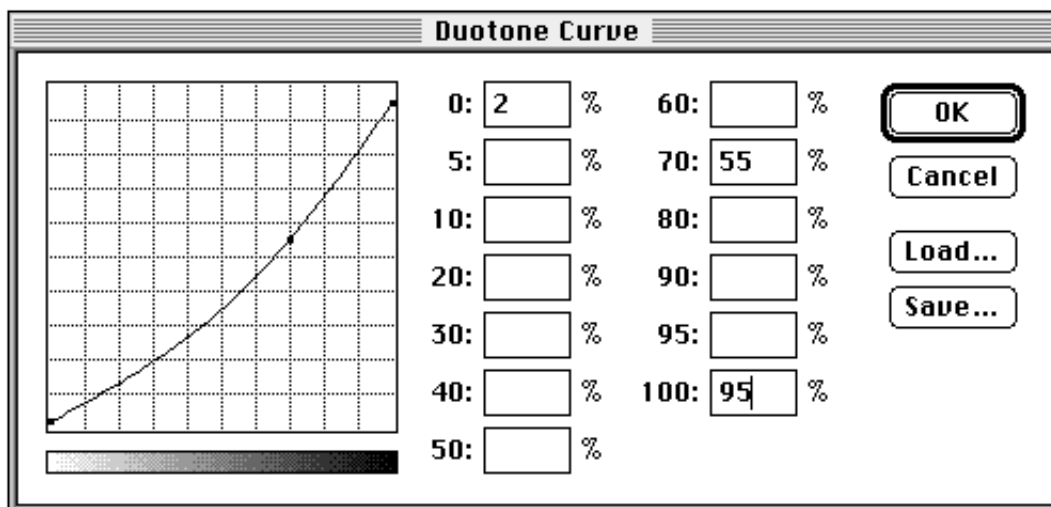 Duotone Curve
0: 2 % 60: % OK
5: % 70: 55 % Cancel
10: % 80: %
20: % 90: % Load...
30: % 95: % Save...
40: % 100: 95 %
50: %